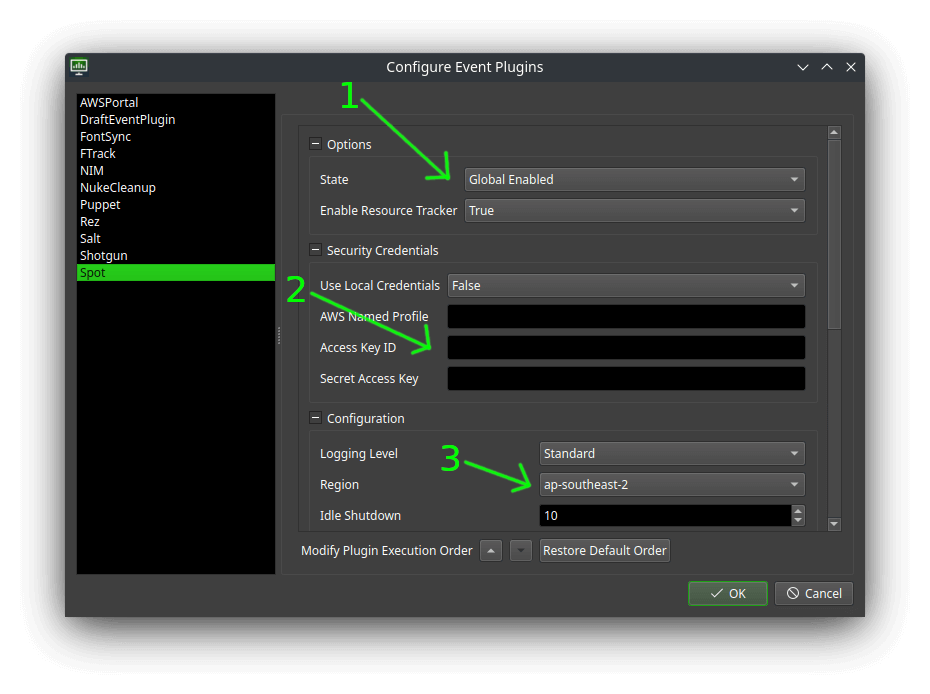 Configure Event Plugins
1
AWSPortal
DraftEventPlugin
FontSync
FTrack
NIM
NukeCleanup
Puppet
Rez
Salt
Shotgun
Spot
Options
State Global Enabled
Enable Resource Tracker True
Security Credentials
2
Use Local Credentials False
AWS Named Profile
Access Key ID
Secret Access Key
Configuration
3
Logging Level Standard
Region ap-southeast-2
Idle Shutdown 10
Modify Plugin Execution Order Restore Default Order
OK Cancel